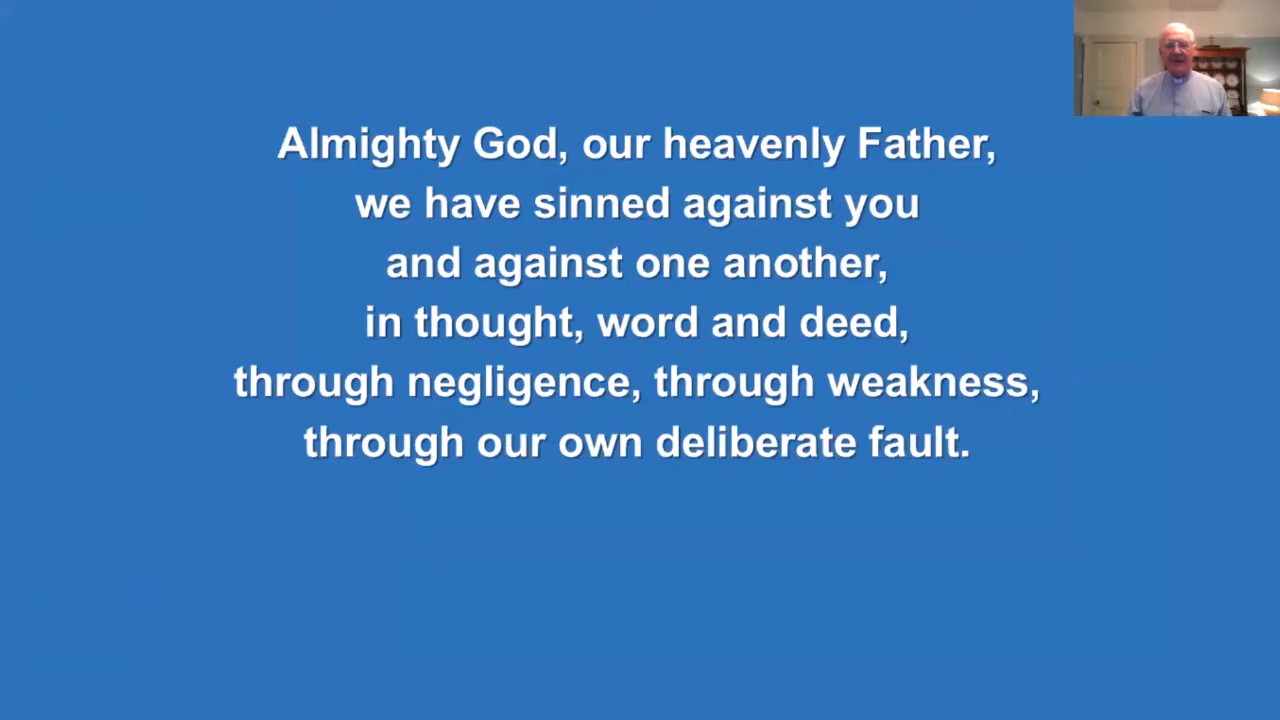 Almighty God, our heavenly Father,
we have sinned against you
and against one another,
in thought, word and deed,
through negligence, through weakness,
through our own deliberate fault.